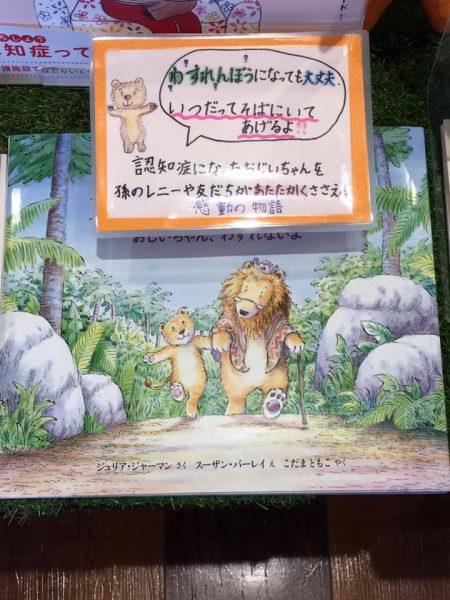 知症って
わすれんぼうになっても大丈夫、
いつだってそばにいて
あげるよ!!
認知症になったおじいちゃんを
孫のレニーや友だちがあたたかくささえる
感動の物語
おじいちゃん、わすれないよ
ジュリア・ジャーマン さく スーザン・バーレイ え こだまともこ やく